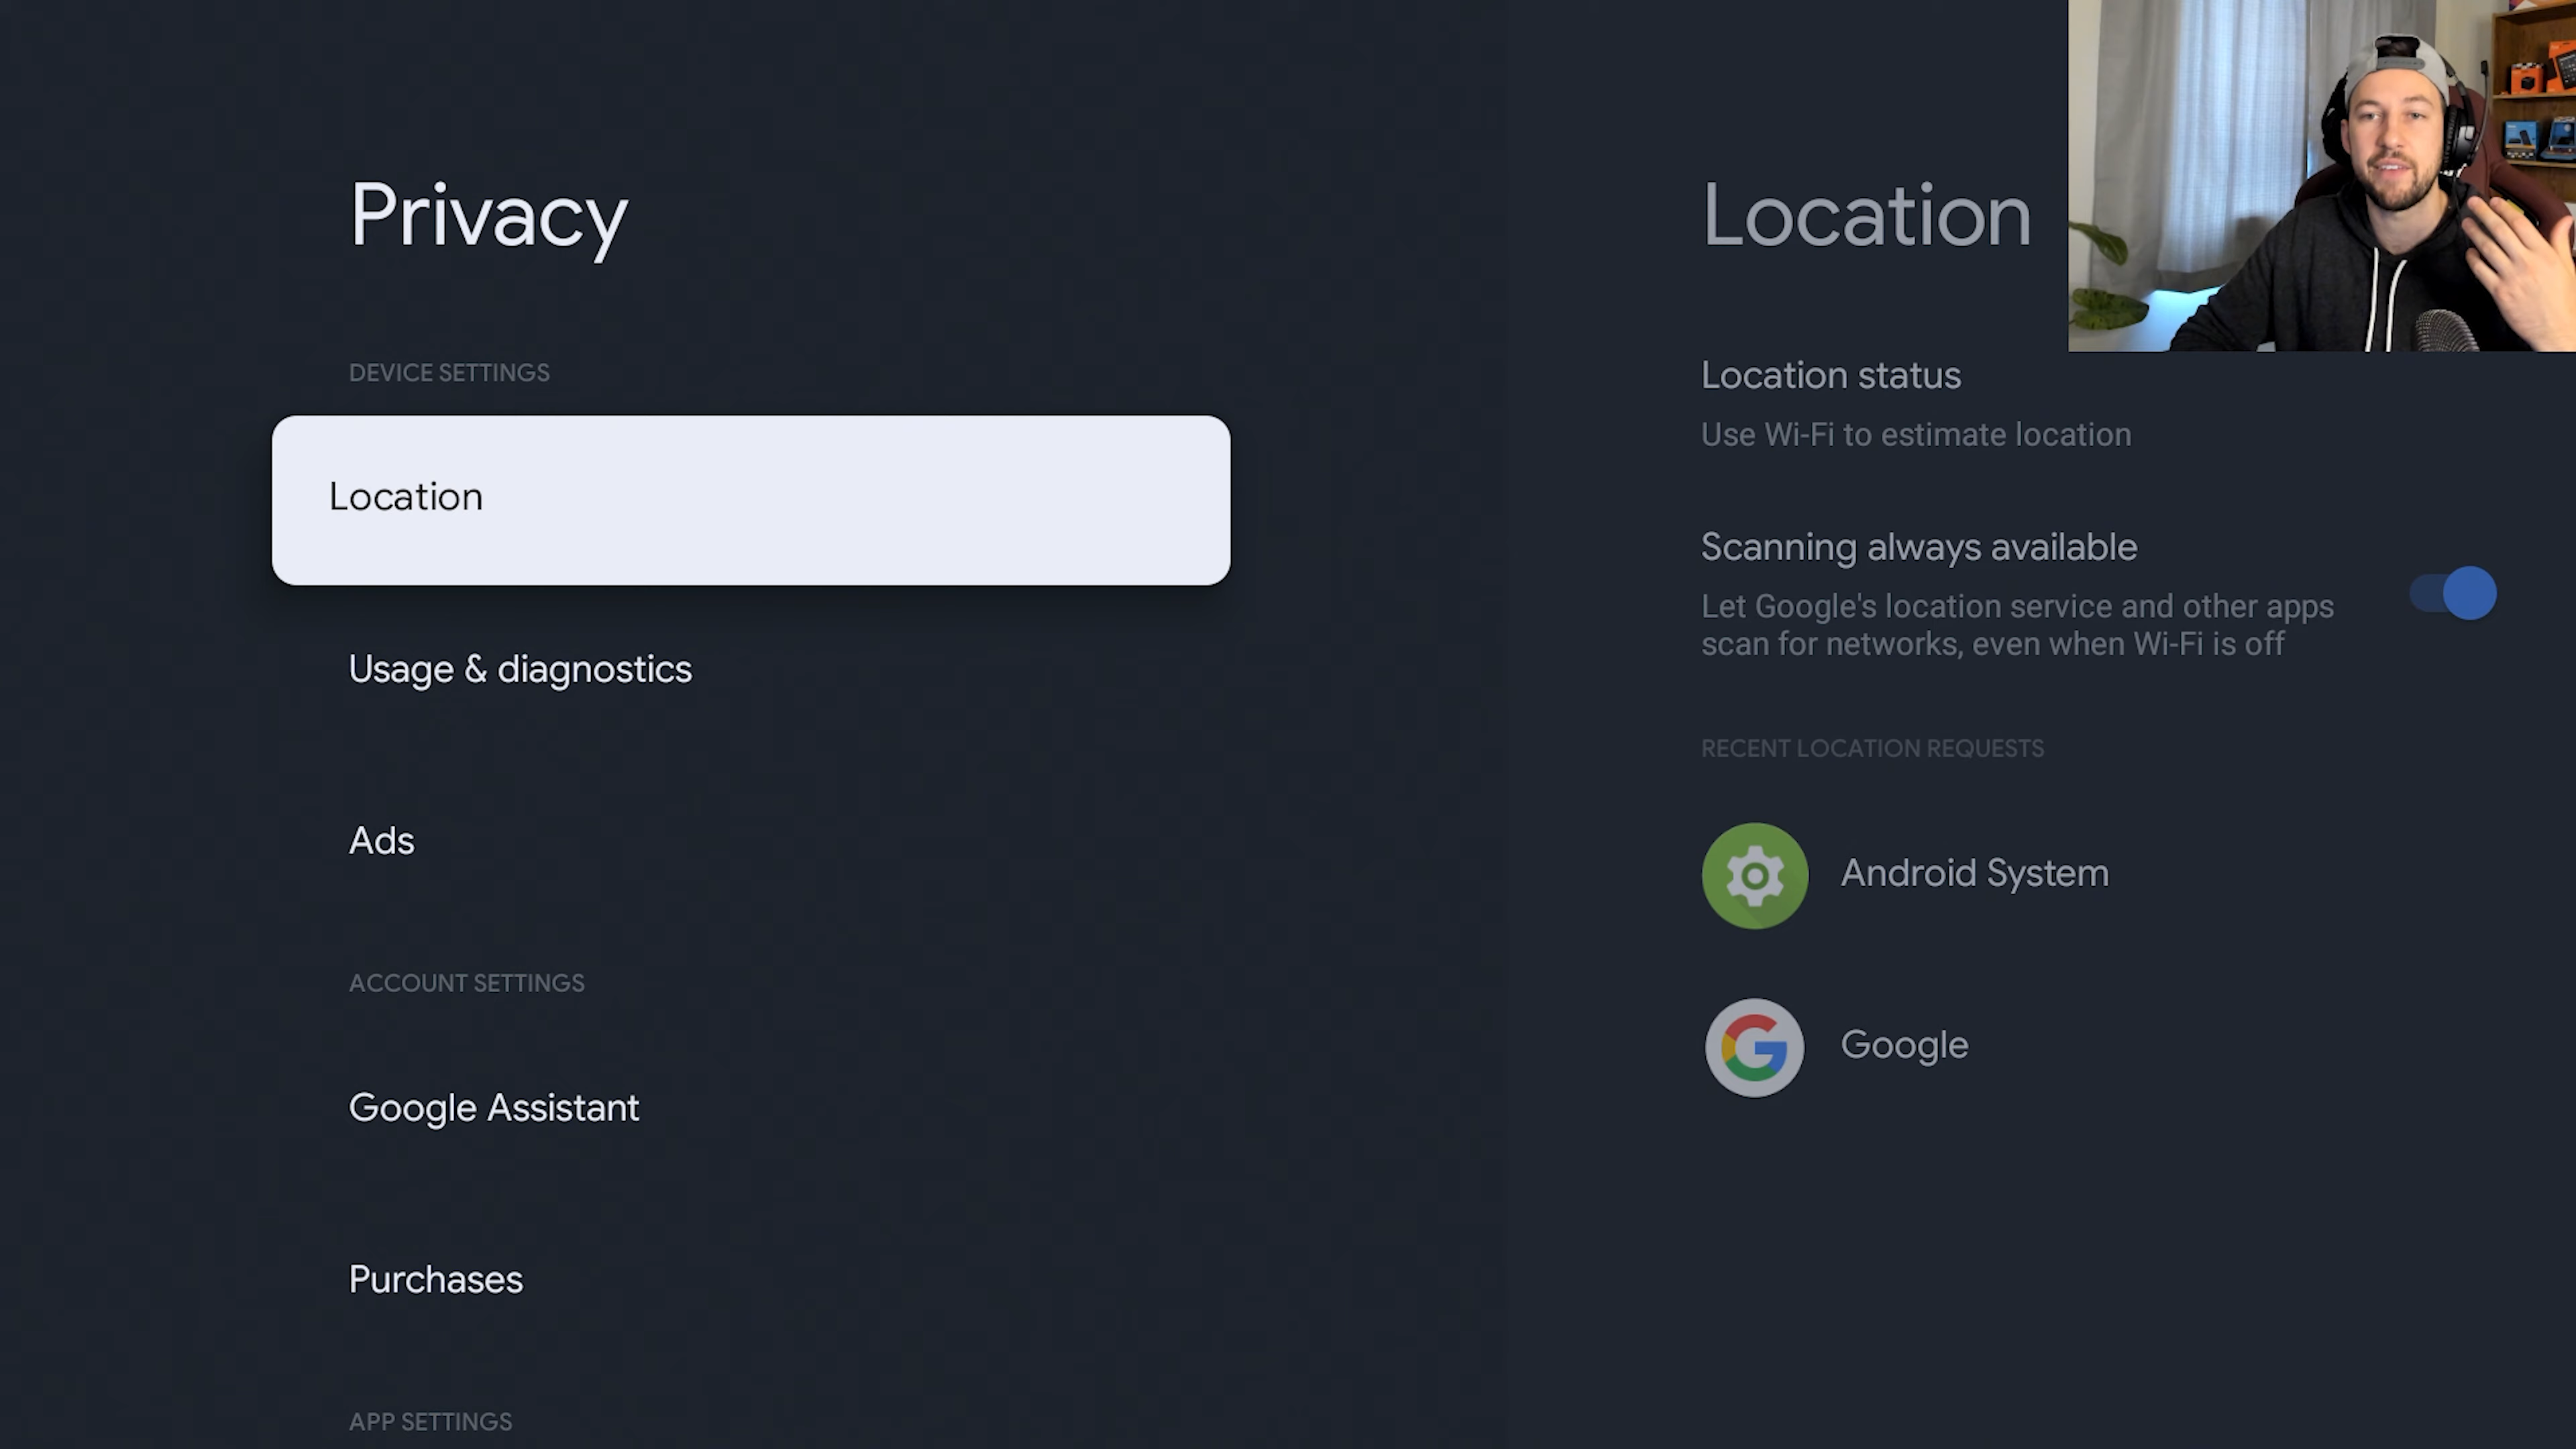 Privacy
DEVICE SETTINGS
Location
Usage & diagnostics
Ads
ACCOUNT SETTINGS
Google Assistant
Purchases
APP SETTINGS
Location
Location status
Use Wi-Fi to estimate location
Scanning always available
Let Google's location service and other apps
scan for networks, even when Wi-Fi is off
RECENT LOCATION REQUESTS
Android System
Google